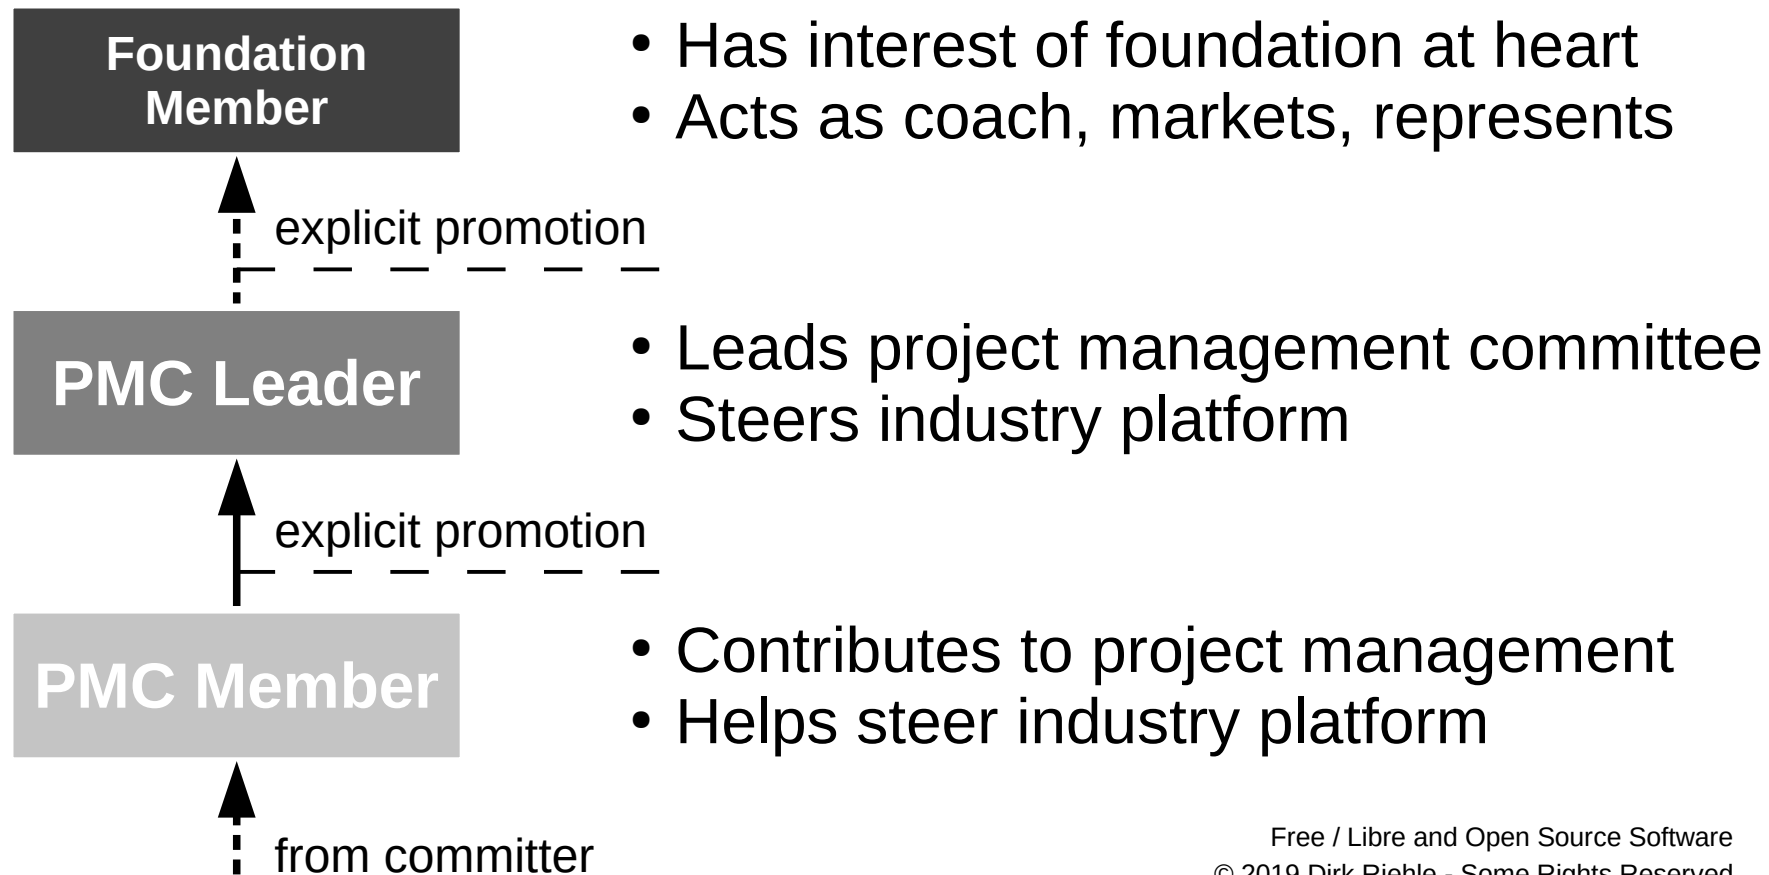 Foundation
Member
• Has interest of foundation at heart
• Acts as coach, markets, represents
explicit promotion
PMC Leader
• Leads project management committee
• Steers industry platform
explicit promotion
PMC Member
• Contributes to project management
• Helps steer industry platform
from committer
Free / Libre and Open Source Software
© 2019 Dirk Riehle - Some Rights Reserved